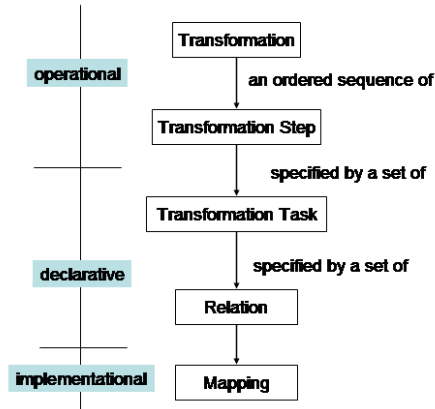 Transformation
operational
an ordered sequence of
Transformation Step
specified by a set of
Transformation Task
specified by a set of
declarative
Relation
implementational
Mapping